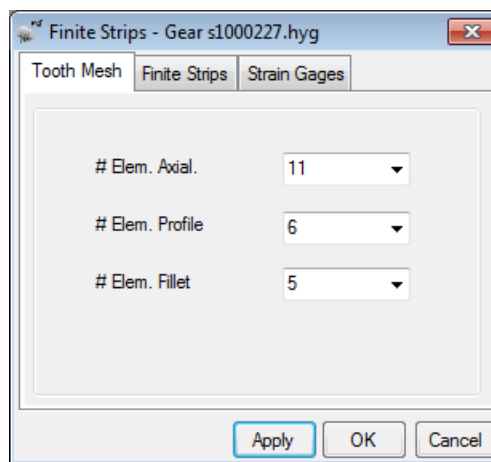 Finite Strips - Gear s1000227.hyg
Tooth Mesh Finite Strips Strain Gages
# Elem. Axial. 11
# Elem. Profile 6
# Elem. Fillet 5
Apply OK Cancel